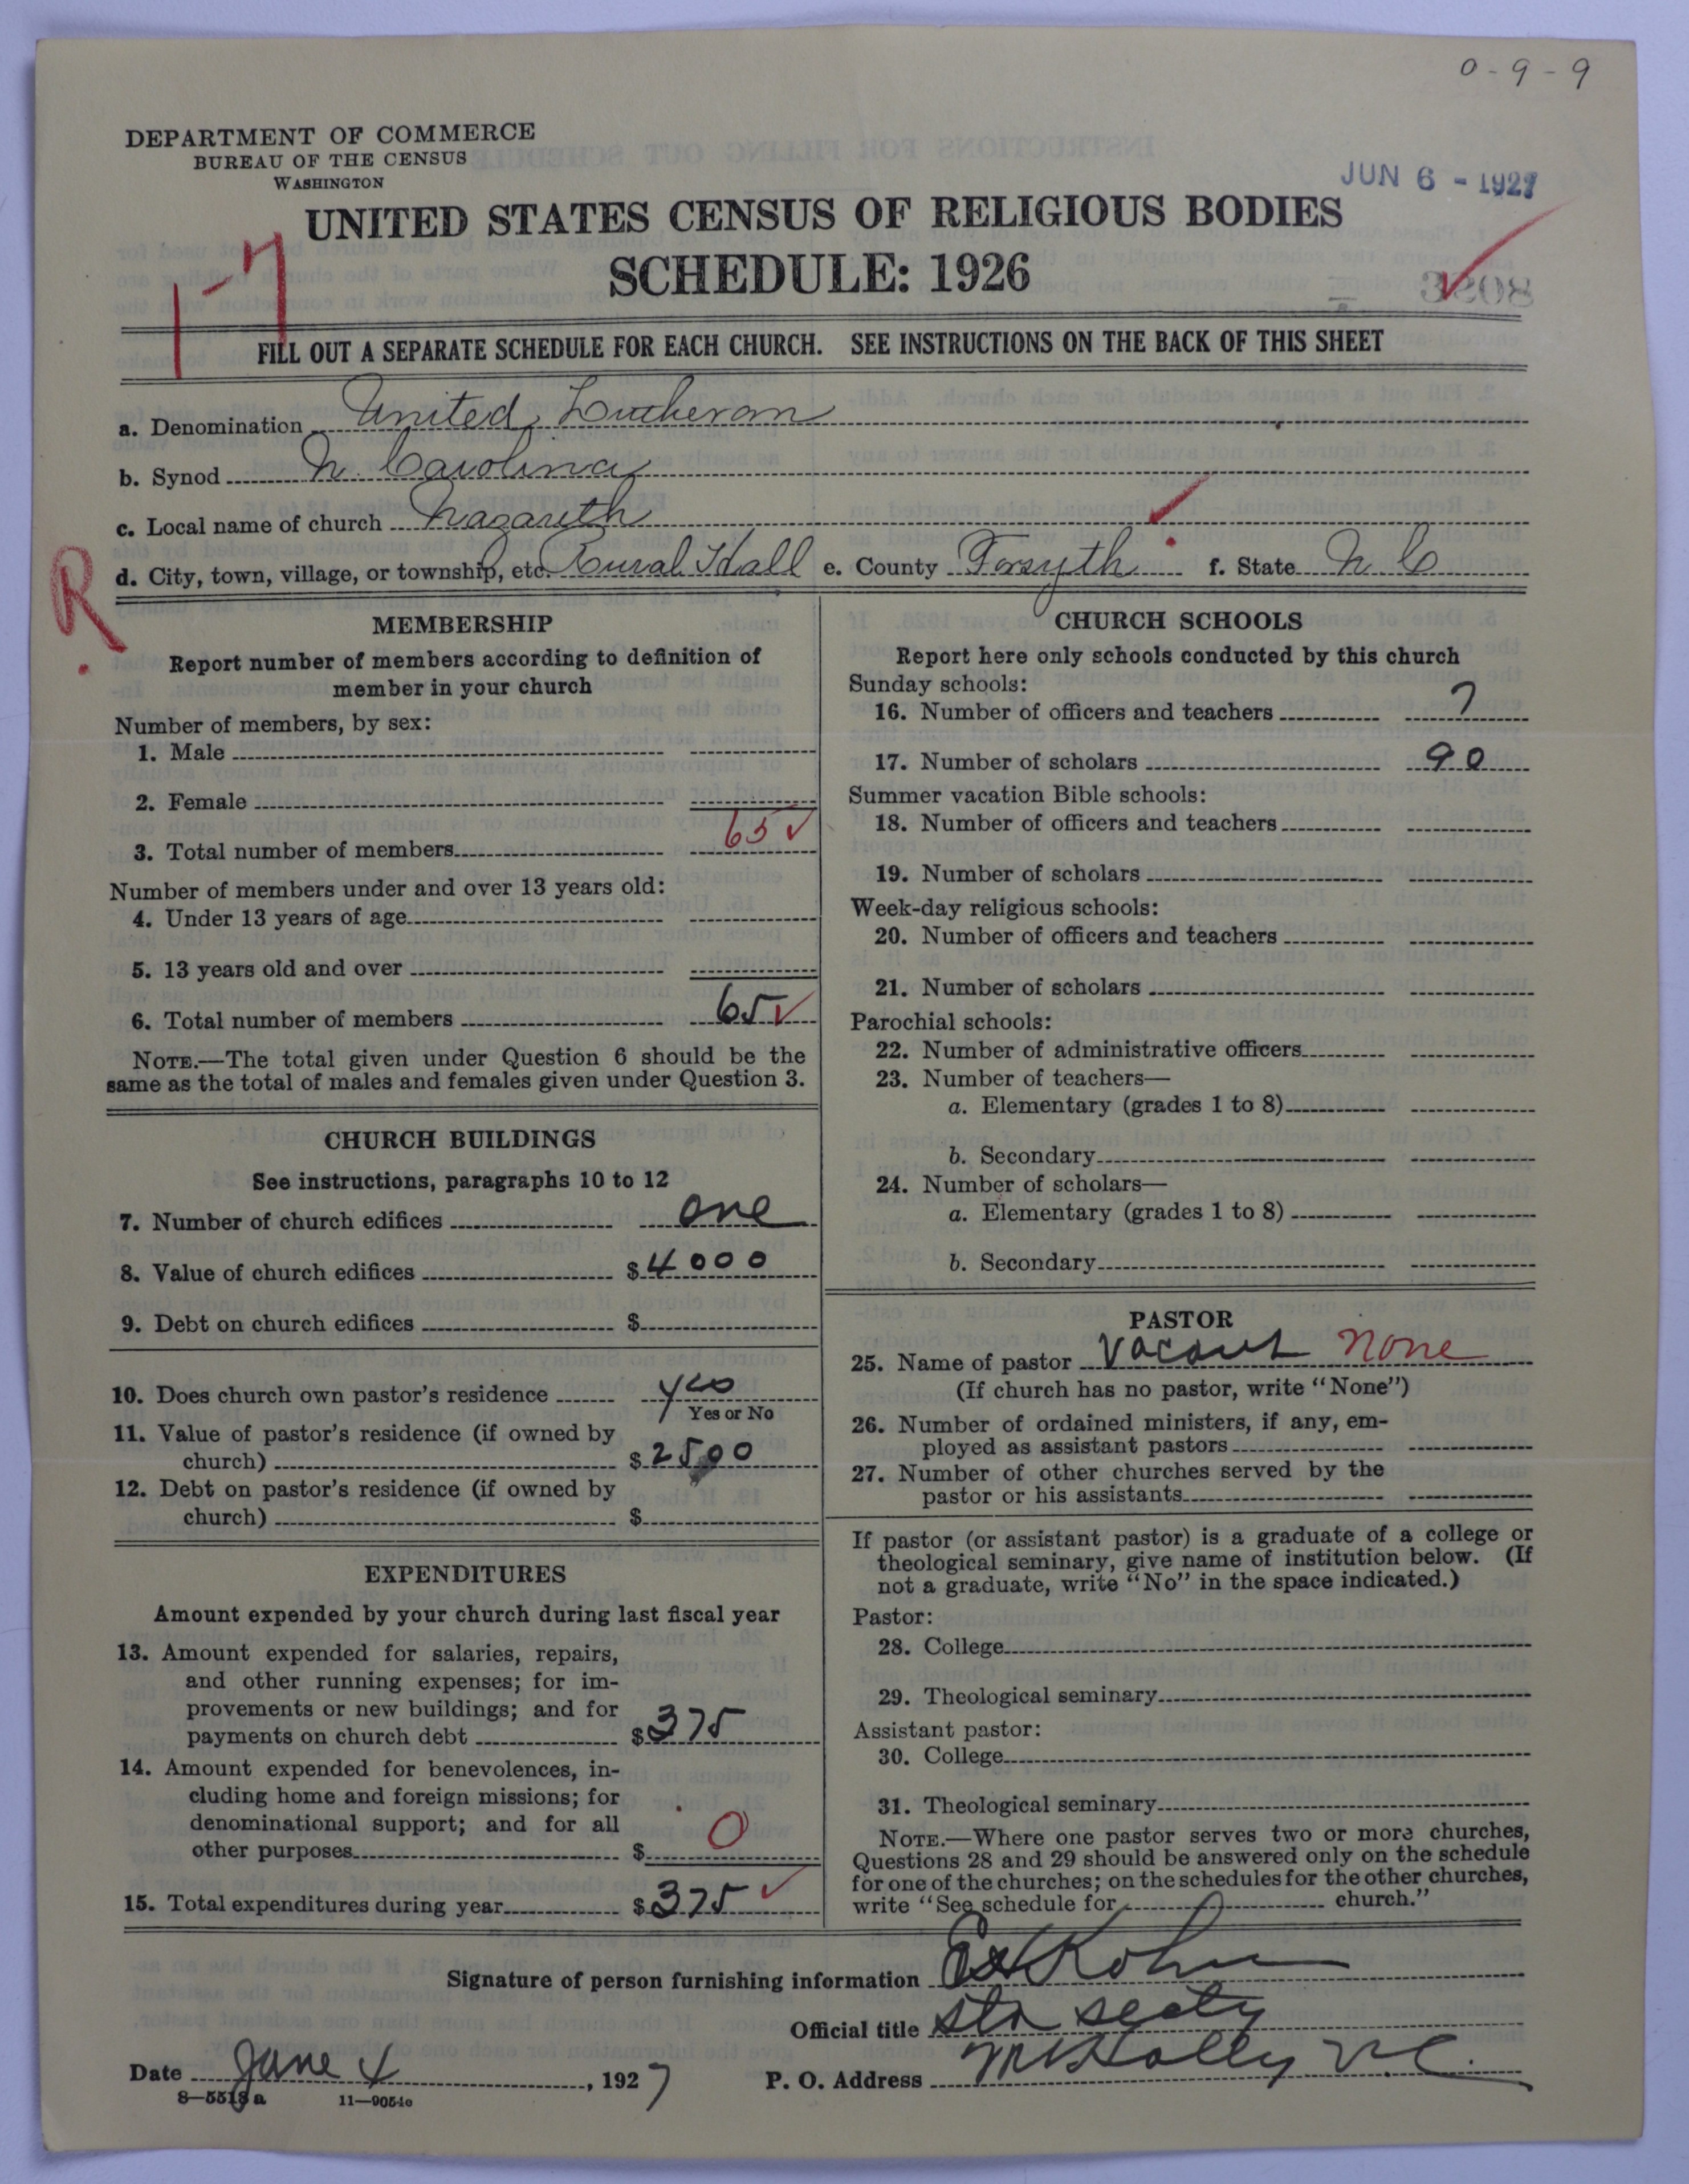 0-9-9
DEPARTMENT OF COMMERCE
BUREAU OF THE CENSUS
WASHINGTON
JUN 6 - 1927
UNITED STATES CENSUS OF RELIGIOUS BODIES
SCHEDULE: 1926
1-7
3808
FILL OUT A SEPARATE SCHEDULE FOR EACH CHURCH. SEE INSTRUCTIONS ON THE BACK OF THIS SHEET
a. Denomination United Lutheran
b. Synod N Carolina
c. Local name of church Nazareth
d. City, town, village, or township, etc. Rural Hall e. County Forsyth f. State N C
R.
MEMBERSHIP
Report number of members according to definition of
member in your church
Number of members, by sex:
1. Male
2. Female
3. Total number of members 65 ✓
Number of members under and over 13 years old:
4. Under 13 years of age
5. 13 years old and over
6. Total number of members 65 ✓
NOTE.—The total given under Question 6 should be the
same as the total of males and females given under Question 3.
CHURCH BUILDINGS
See instructions, paragraphs 10 to 12
7. Number of church edifices one
8. Value of church edifices $4000
9. Debt on church edifices $
10. Does church own pastor's residence yes
Yes or No
11. Value of pastor's residence (if owned by
church) $2500
12. Debt on pastor's residence (if owned by
church) $
EXPENDITURES
Amount expended by your church during last fiscal year
13. Amount expended for salaries, repairs,
and other running expenses; for im-
provements or new buildings; and for
payments on church debt $375
14. Amount expended for benevolences, in-
cluding home and foreign missions; for
denominational support; and for all
other purposes $ 0
15. Total expenditures during year $375 ✓
CHURCH SCHOOLS
Report here only schools conducted by this church
Sunday schools:
16. Number of officers and teachers 7
17. Number of scholars 90
Summer vacation Bible schools:
18. Number of officers and teachers
19. Number of scholars
Week-day religious schools:
20. Number of officers and teachers
21. Number of scholars
Parochial schools:
22. Number of administrative officers
23. Number of teachers—
a. Elementary (grades 1 to 8)
b. Secondary
24. Number of scholars—
a. Elementary (grades 1 to 8)
b. Secondary
PASTOR
25. Name of pastor Vacant None
(If church has no pastor, write "None")
26. Number of ordained ministers, if any, em-
ployed as assistant pastors
27. Number of other churches served by the
pastor or his assistants
If pastor (or assistant pastor) is a graduate of a college or
theological seminary, give name of institution below. (If
not a graduate, write "No" in the space indicated.)
Pastor:
28. College
29. Theological seminary
Assistant pastor:
30. College
31. Theological seminary
NOTE.—Where one pastor serves two or more churches,
Questions 28 and 29 should be answered only on the schedule
for one of the churches; on the schedules for the other churches,
write "See schedule for church."
Signature of person furnishing information Kohn
Official title secty
Date June 4, 1927 P. O. Address Mt Holly N.C.
8-5518a 11-9054c